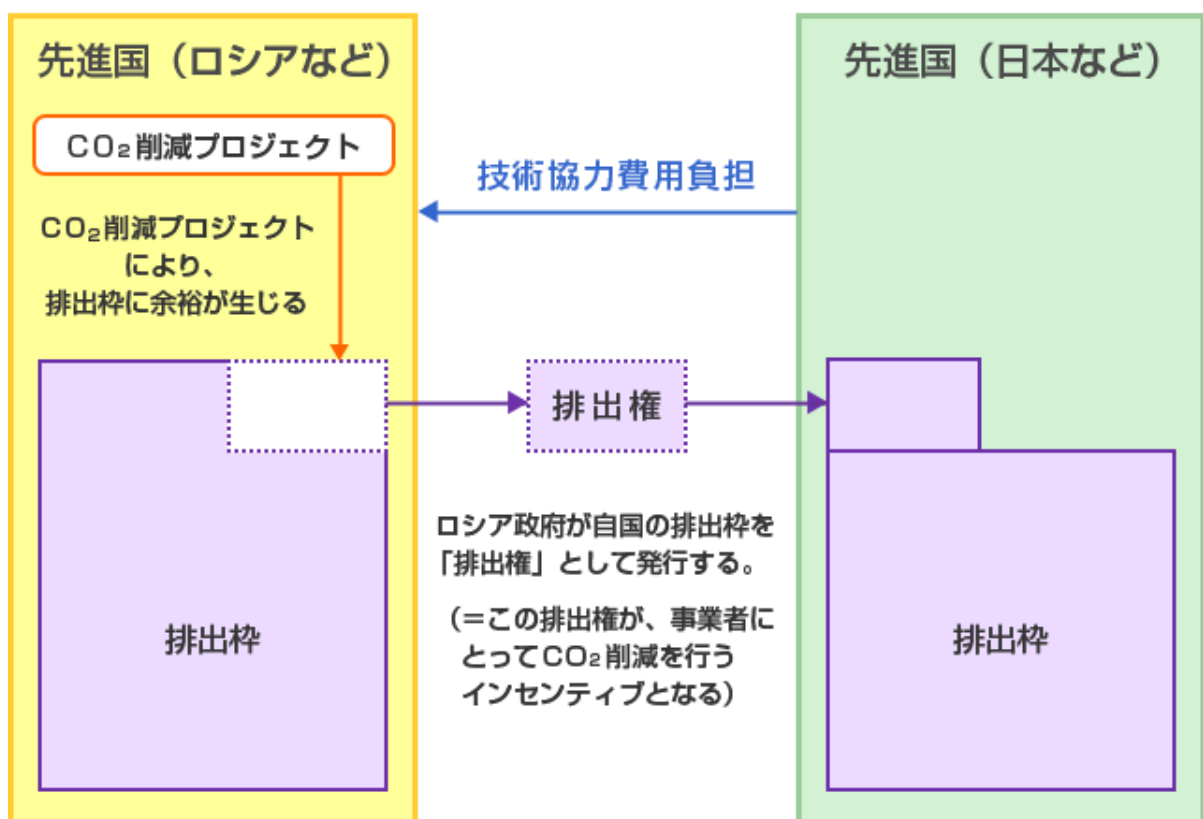 先進国（ロシアなど）
CO₂削減プロジェクト
CO₂削減プロジェクト
により、
排出枠に余裕が生じる
排出枠
技術協力費用負担
排出権
ロシア政府が自国の排出枠を
「排出権」として発行する。
（＝この排出権が、事業者に
とってCO₂削減を行う
インセンティブとなる）
先進国（日本など）
排出枠